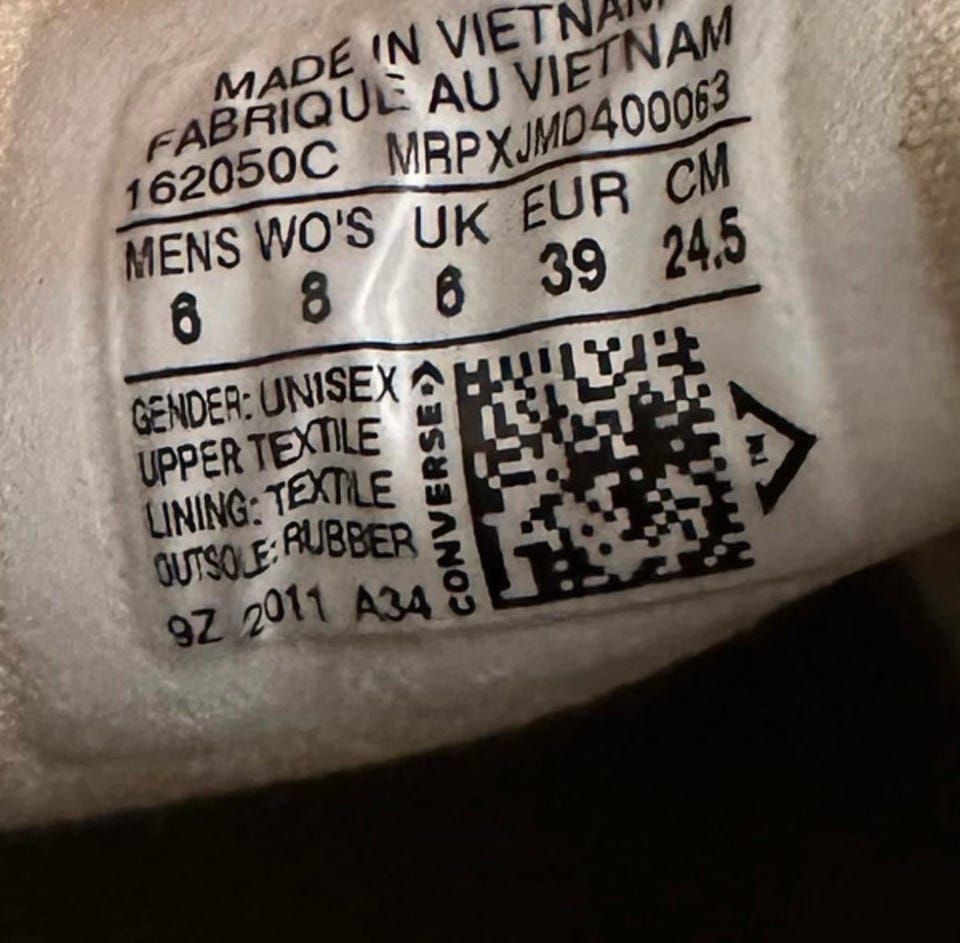 MADE IN VIETNAM
FABRIQUE AU VIETNAM
162050C MRPXJMD400063
MENS WO'S UK EUR CM
6 8 6 39 24.5
GENDER: UNISEX
UPPER TEXTILE
LINING: TEXTILE
OUTSOLE: RUBBER
9Z 2011 A34
CONVERSE